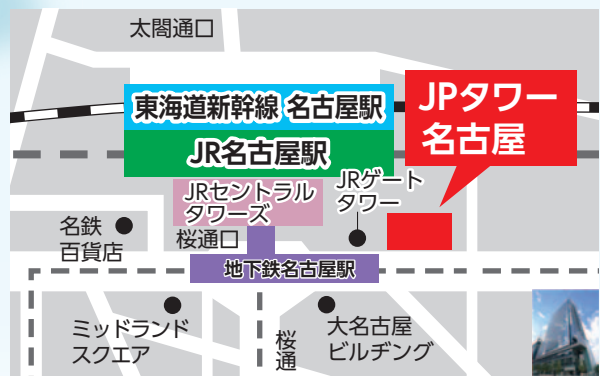 太閤通口
東海道新幹線 名古屋駅
JR名古屋駅
JPタワー
名古屋
JRセントラル
タワーズ
JRゲート
タワー
名鉄
百貨店
桜通口
地下鉄名古屋駅
ミッドランド
スクエア
桜通
大名古屋
ビルヂング